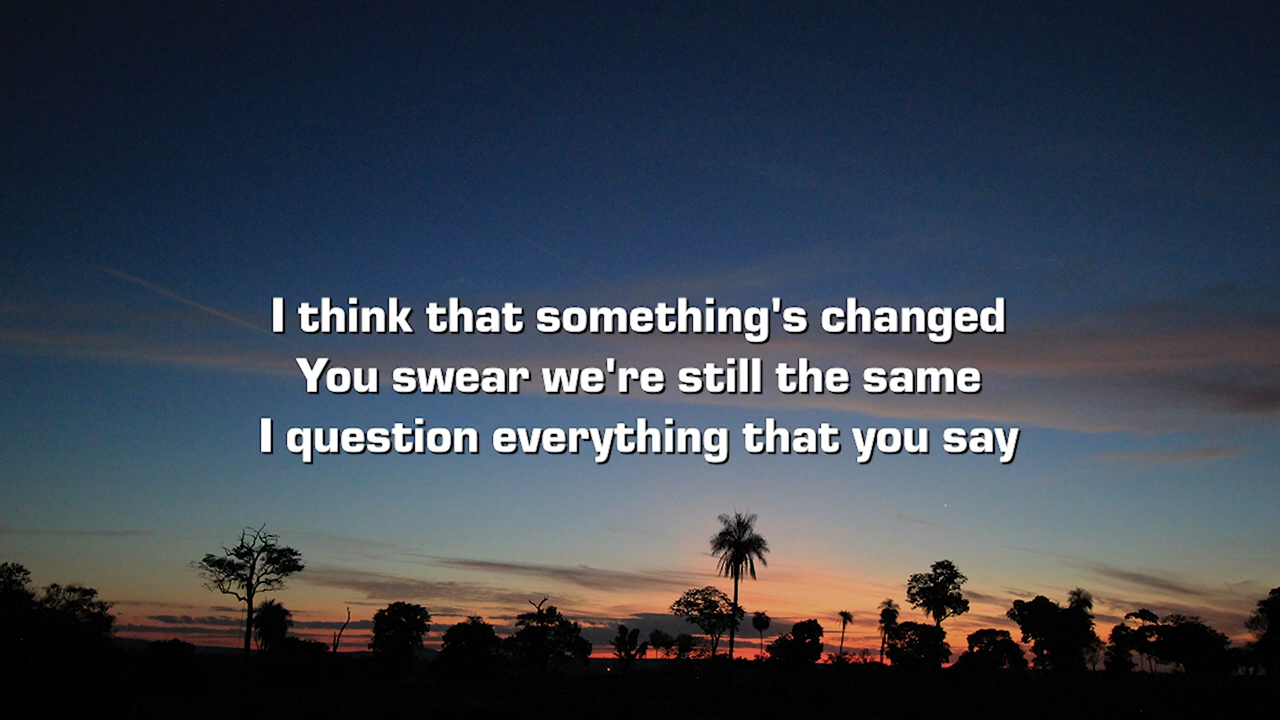 I think that something's changed
You swear we're still the same
I question everything that you say